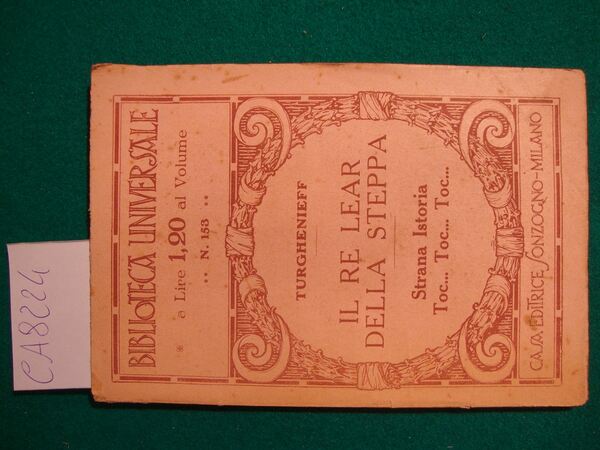 BIBLIOTECA UNIVERSALE
* a Lire 1,20 al Volume
.. N. 153 ..
TURGHENIEFF
IL RE LEAR
DELLA STEPPA
Strana Istoria
Toc... Toc... Toc...
CASA EDITRICE SONZOGNO-MILANO
CA8224